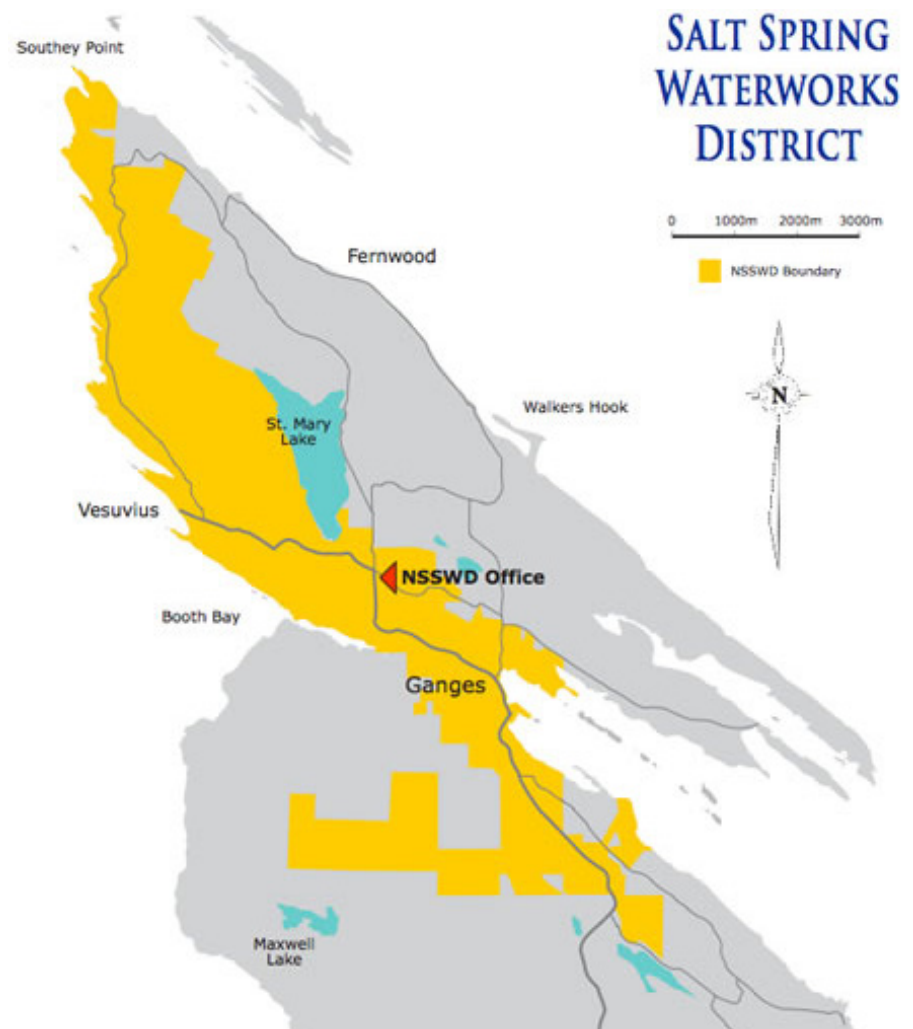 SALT SPRING
WATERWORKS
DISTRICT
Southey Point
0 1000m 2000m 3000m
Fernwood
NSSWD Boundary
N
Walkers Hook
St. Mary
Lake
Vesuvius
NSSWD Office
Booth Bay
Ganges
Maxwell
Lake